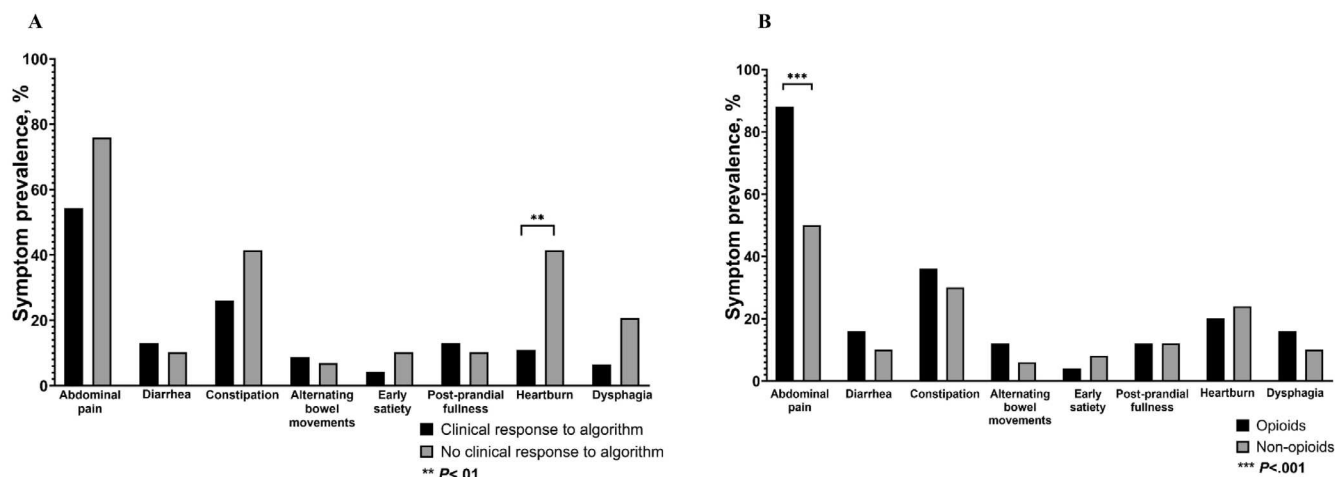 A
Symptom prevalence, %
100
80
60
40
20
0
**
Abdominal
pain
Diarrhea
Constipation
Alternating
bowel
movements
Early
satiety
Post-prandial
fullness
Heartburn
Dysphagia
Clinical response to algorithm
No clinical response to algorithm
** P<.01
B
Symptom prevalence, %
100
80
60
40
20
0
***
Abdominal
pain
Diarrhea
Constipation
Alternating
bowel
movements
Early
satiety
Post-prandial
fullness
Heartburn
Dysphagia
Opioids
Non-opioids
*** P<.001